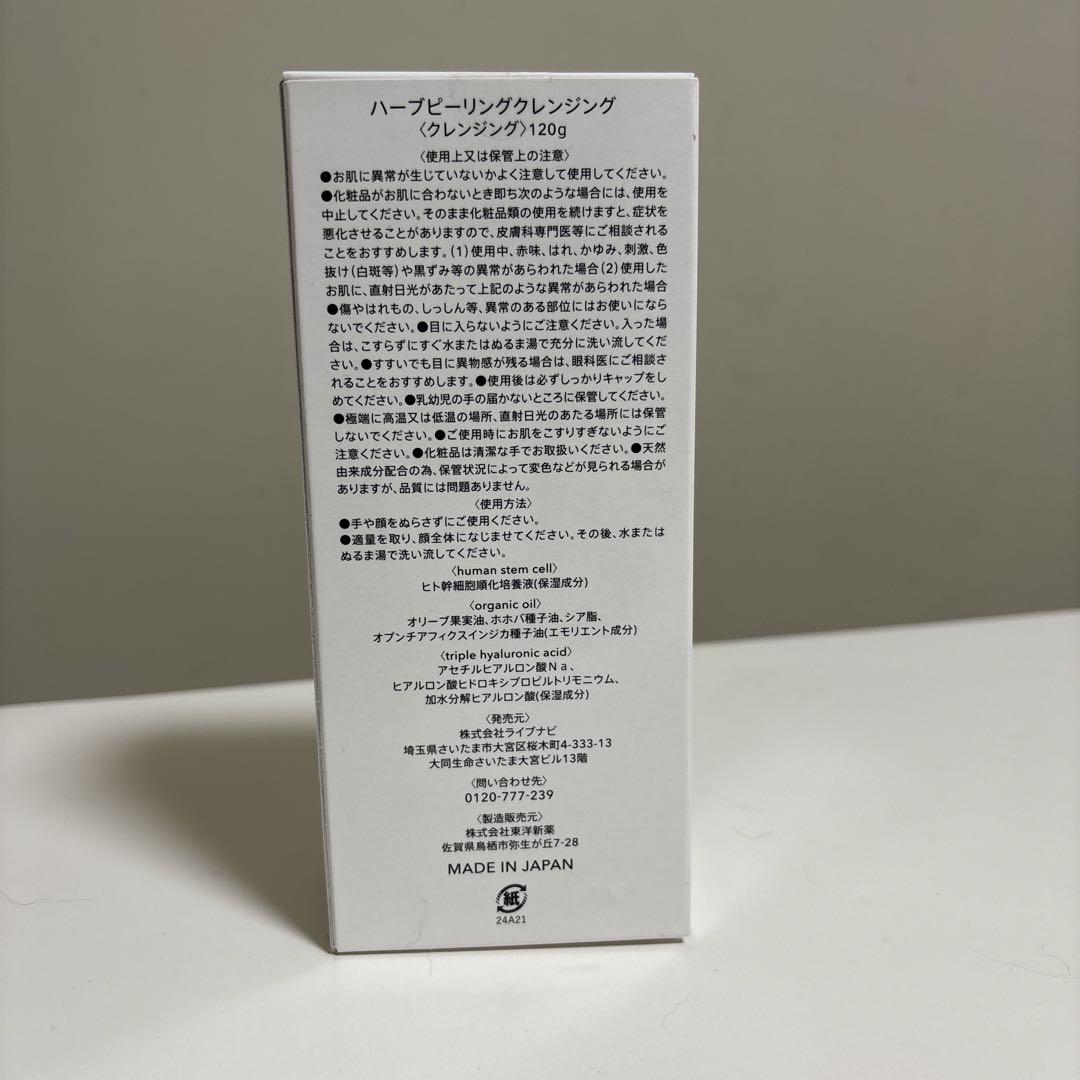 ハーブピーリングクレンジング
〈クレンジング〉120g
〈使用上又は保管上の注意〉
●お肌に異常が生じていないかよく注意して使用してください。
●化粧品がお肌に合わないとき即ち次のような場合には、使用を
中止してください。そのまま化粧品類の使用を続けますと、症状を
悪化させることがありますので、皮膚科専門医等にご相談される
ことをおすすめします。(1)使用中、赤味、はれ、かゆみ、刺激、色
抜け(白斑等)や黒ずみ等の異常があらわれた場合(2)使用した
お肌に、直射日光があたって上記のような異常があらわれた場合
●傷やはれもの、しっしん等、異常のある部位にはお使いになら
ないでください。●目に入らないようにご注意ください。入った場
合は、こすらずにすぐ水またはぬるま湯で充分に洗い流してくだ
さい。●すすいでも目に異物感が残る場合は、眼科医にご相談さ
れることをおすすめします。●使用後は必ずしっかりキャップをし
めてください。●乳幼児の手の届かないところに保管してください。
●極端に高温又は低温の場所、直射日光のあたる場所には保管
しないでください。●ご使用時にお肌をこすりすぎないようにご
注意ください。●化粧品は清潔な手でお取扱いください。●天然
由来成分配合の為、保管状況によって変色などが見られる場合が
ありますが、品質には問題ありません。
〈使用方法〉
●手や顔をぬらさずにご使用ください。
●適量を取り、顔全体になじませてください。その後、水または
ぬるま湯で洗い流してください。
〈human stem cell〉
ヒト幹細胞順化培養液(保湿成分)
〈organic oil〉
オリーブ果実油、ホホバ種子油、シア脂、
オプンチアフィクスインジカ種子油(エモリエント成分)
〈triple hyaluronic acid〉
アセチルヒアルロン酸Na、
ヒアルロン酸ヒドロキシプロピルトリモニウム、
加水分解ヒアルロン酸(保湿成分)
〈発売元〉
株式会社ライブナビ
埼玉県さいたま市大宮区桜木町4-333-13
大同生命さいたま大宮ビル13階
〈問い合わせ先〉
0120-777-239
〈製造販売元〉
株式会社東洋新薬
佐賀県鳥栖市弥生が丘7-28
MADE IN JAPAN
紙
24A21